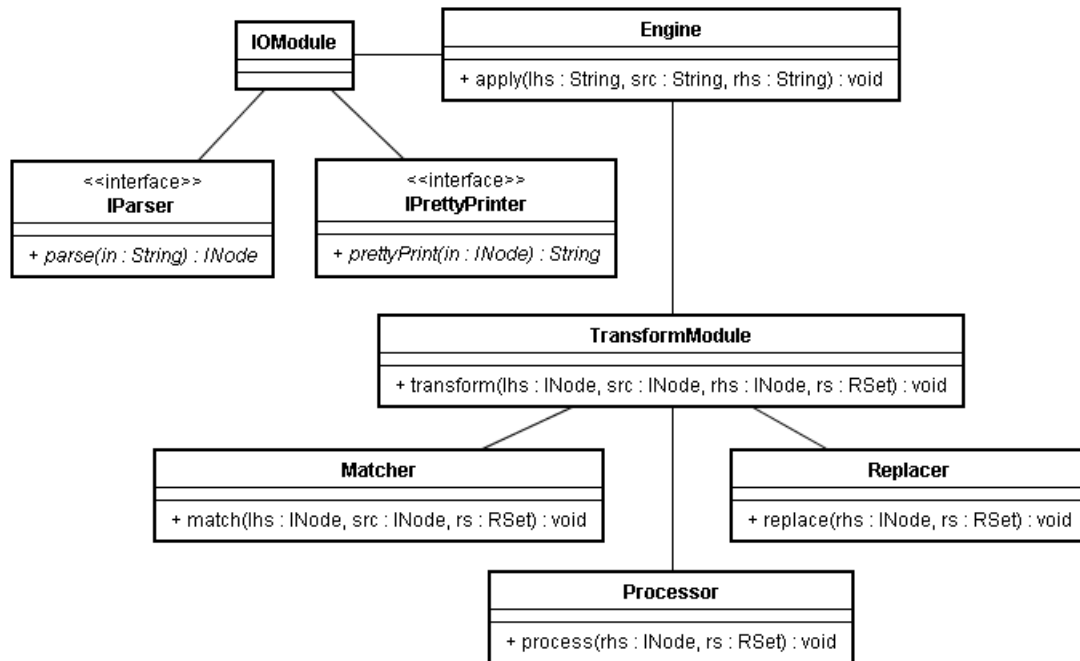 IOModule
Engine
+ apply(lhs : String, src : String, rhs : String) : void
<<interface>>
IParser
+ parse(in : String) : INode
<<interface>>
IPrettyPrinter
+ prettyPrint(in : INode) : String
TransformModule
+ transform(lhs : INode, src : INode, rhs : INode, rs : RSet) : void
Matcher
+ match(lhs : INode, src : INode, rs : RSet) : void
Replacer
+ replace(rhs : INode, rs : RSet) : void
Processor
+ process(rhs : INode, rs : RSet) : void